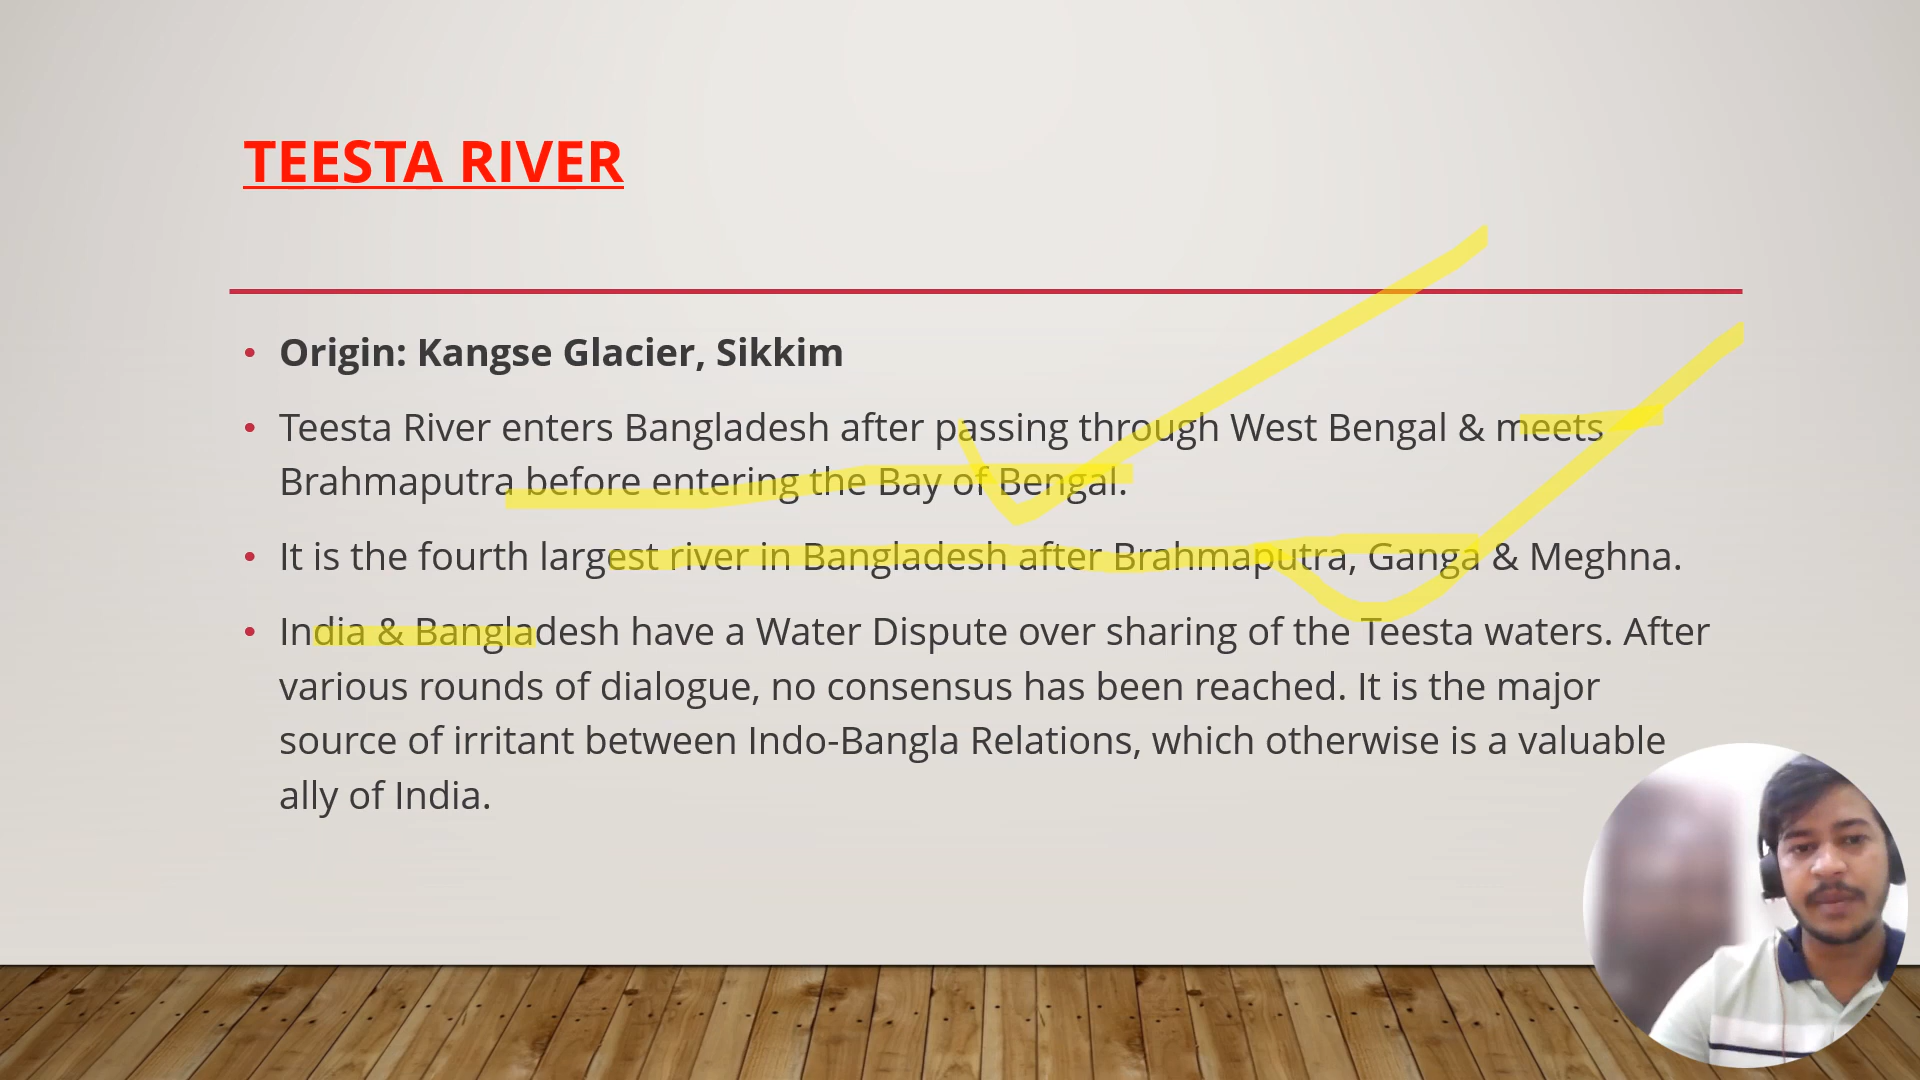 TEESTA RIVER
• Origin: Kangse Glacier, Sikkim
• Teesta River enters Bangladesh after passing through West Bengal & meets
Brahmaputra before entering the Bay of Bengal.
• It is the fourth largest river in Bangladesh after Brahmaputra, Ganga & Meghna.
• India & Bangladesh have a Water Dispute over sharing of the Teesta waters. After
various rounds of dialogue, no consensus has been reached. It is the major
source of irritant between Indo-Bangla Relations, which otherwise is a valuable
ally of India.